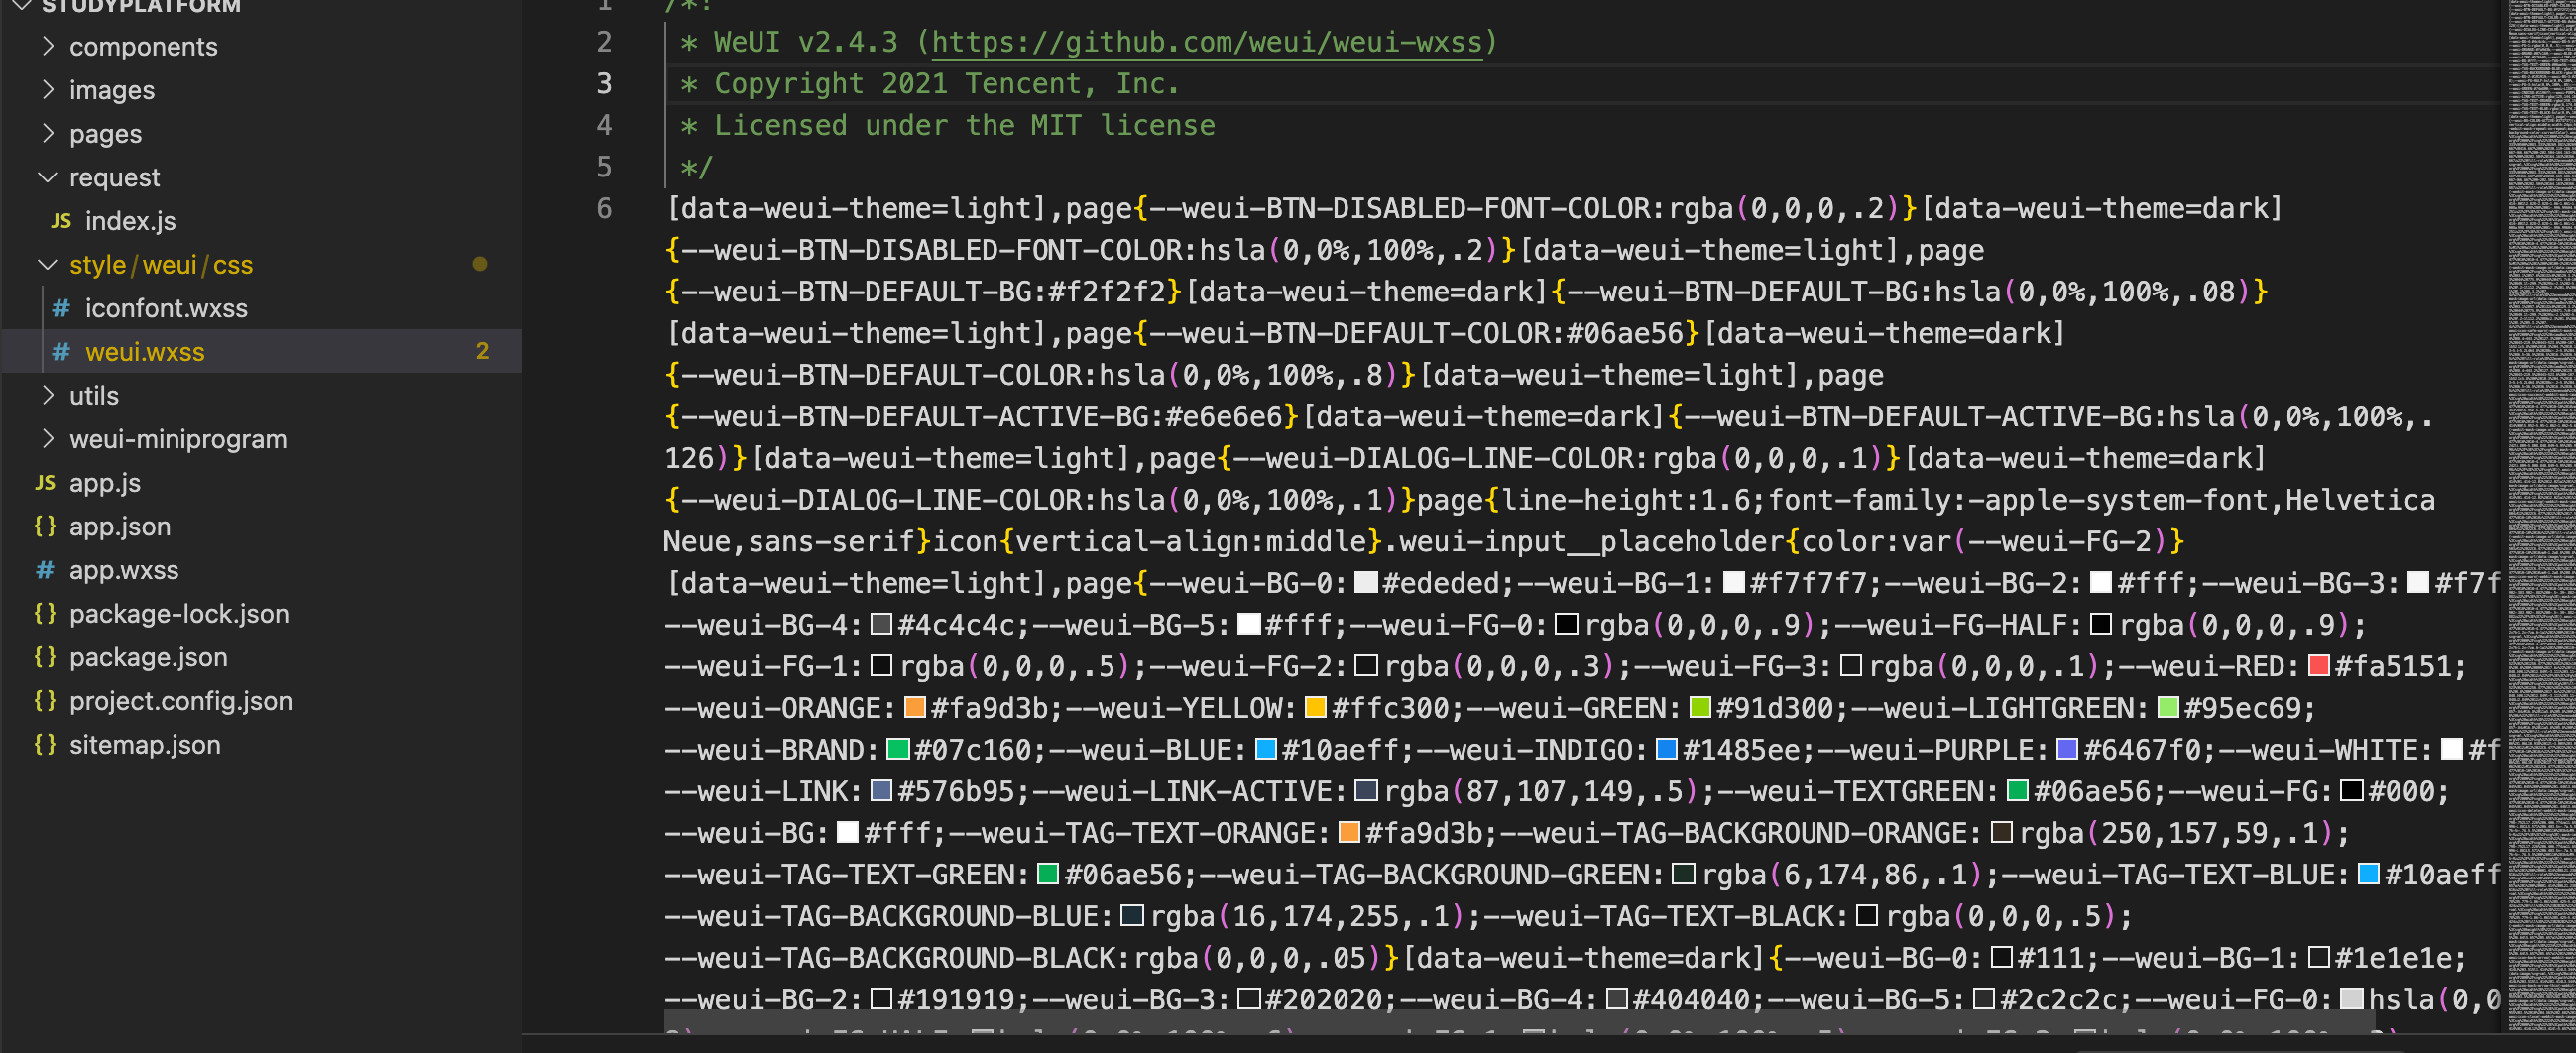 STUDYPLATFORM
components
images
pages
request
JS index.js
style/weui/css
# iconfont.wxss
# weui.wxss 2
utils
weui-miniprogram
JS app.js
{} app.json
# app.wxss
{} package-lock.json
{} package.json
{} project.config.json
{} sitemap.json
1 /*!
2 * WeUI v2.4.3 (https://github.com/weui/weui-wxss)
3 * Copyright 2021 Tencent, Inc.
4 * Licensed under the MIT license
5 */
6 [data-weui-theme=light],page{--weui-BTN-DISABLED-FONT-COLOR:rgba(0,0,0,.2)}[data-weui-theme=dark]
{--weui-BTN-DISABLED-FONT-COLOR:hsla(0,0%,100%,.2)}[data-weui-theme=light],page
{--weui-BTN-DEFAULT-BG:#f2f2f2}[data-weui-theme=dark]{--weui-BTN-DEFAULT-BG:hsla(0,0%,100%,.08)}
[data-weui-theme=light],page{--weui-BTN-DEFAULT-COLOR:#06ae56}[data-weui-theme=dark]
{--weui-BTN-DEFAULT-COLOR:hsla(0,0%,100%,.8)}[data-weui-theme=light],page
{--weui-BTN-DEFAULT-ACTIVE-BG:#e6e6e6}[data-weui-theme=dark]{--weui-BTN-DEFAULT-ACTIVE-BG:hsla(0,0%,100%,.
126)}[data-weui-theme=light],page{--weui-DIALOG-LINE-COLOR:rgba(0,0,0,.1)}[data-weui-theme=dark]
{--weui-DIALOG-LINE-COLOR:hsla(0,0%,100%,.1)}page{line-height:1.6;font-family:-apple-system-font,Helvetica
Neue,sans-serif}icon{vertical-align:middle}.weui-input__placeholder{color:var(--weui-FG-2)}
[data-weui-theme=light],page{--weui-BG-0:#ededed;--weui-BG-1:#f7f7f7;--weui-BG-2:#fff;--weui-BG-3:#f7f
--weui-BG-4:#4c4c4c;--weui-BG-5:#fff;--weui-FG-0:rgba(0,0,0,.9);--weui-FG-HALF:rgba(0,0,0,.9);
--weui-FG-1:rgba(0,0,0,.5);--weui-FG-2:rgba(0,0,0,.3);--weui-FG-3:rgba(0,0,0,.1);--weui-RED:#fa5151;
--weui-ORANGE:#fa9d3b;--weui-YELLOW:#ffc300;--weui-GREEN:#91d300;--weui-LIGHTGREEN:#95ec69;
--weui-BRAND:#07c160;--weui-BLUE:#10aeff;--weui-INDIGO:#1485ee;--weui-PURPLE:#6467f0;--weui-WHITE:#f
--weui-LINK:#576b95;--weui-LINK-ACTIVE:rgba(87,107,149,.5);--weui-TEXTGREEN:#06ae56;--weui-FG:#000;
--weui-BG:#fff;--weui-TAG-TEXT-ORANGE:#fa9d3b;--weui-TAG-BACKGROUND-ORANGE:rgba(250,157,59,.1);
--weui-TAG-TEXT-GREEN:#06ae56;--weui-TAG-BACKGROUND-GREEN:rgba(6,174,86,.1);--weui-TAG-TEXT-BLUE:#10aeff
--weui-TAG-BACKGROUND-BLUE:rgba(16,174,255,.1);--weui-TAG-TEXT-BLACK:rgba(0,0,0,.5);
--weui-TAG-BACKGROUND-BLACK:rgba(0,0,0,.05)}[data-weui-theme=dark]{--weui-BG-0:#111;--weui-BG-1:#1e1e1e;
--weui-BG-2:#191919;--weui-BG-3:#202020;--weui-BG-4:#404040;--weui-BG-5:#2c2c2c;--weui-FG-0:hsla(0,0